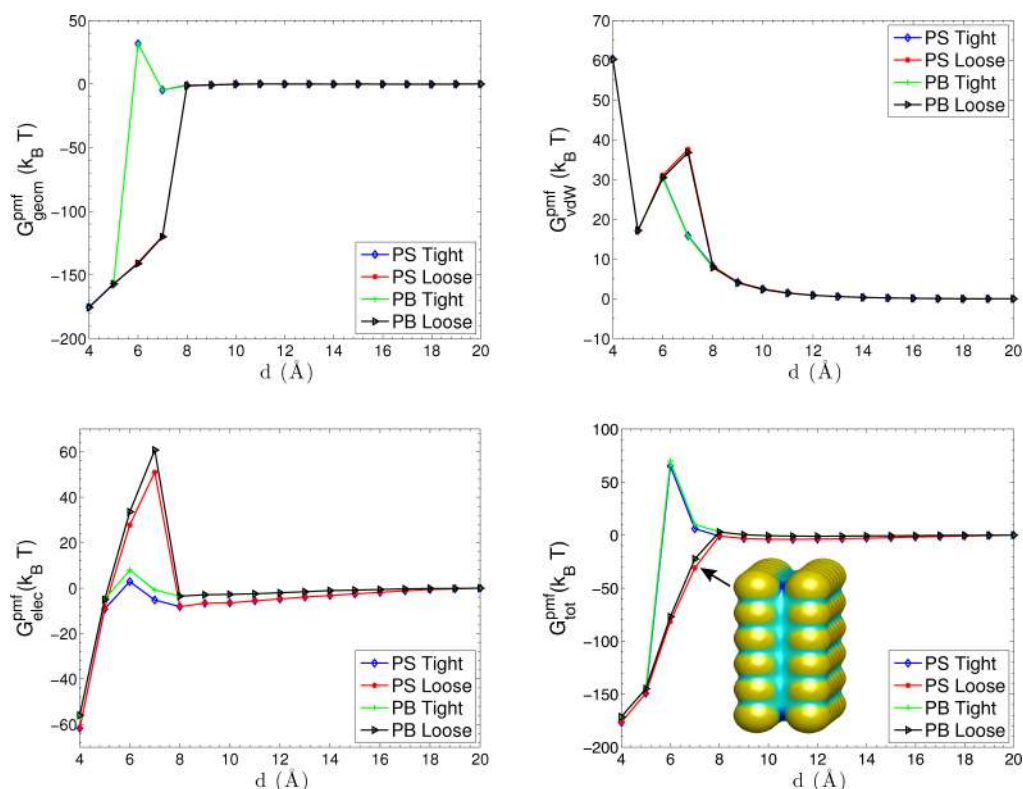 50
0
−50
−100
−150
−200
4 6 8 10 12 14 16 18 20
d (Å)
G^pmf_geom (k_B T)
PS Tight
PS Loose
PB Tight
PB Loose
70
60
50
40
30
20
10
0
−10
4 6 8 10 12 14 16 18 20
d (Å)
G^pmf_vdW (k_B T)
PS Tight
PS Loose
PB Tight
PB Loose
60
40
20
0
−20
−40
−60
4 6 8 10 12 14 16 18 20
d (Å)
G^pmf_elec (k_B T)
PS Tight
PS Loose
PB Tight
PB Loose
100
50
0
−50
−100
−150
−200
4 6 8 10 12 14 16 18 20
d (Å)
G^pmf_tot (k_B T)
PS Tight
PS Loose
PB Tight
PB Loose